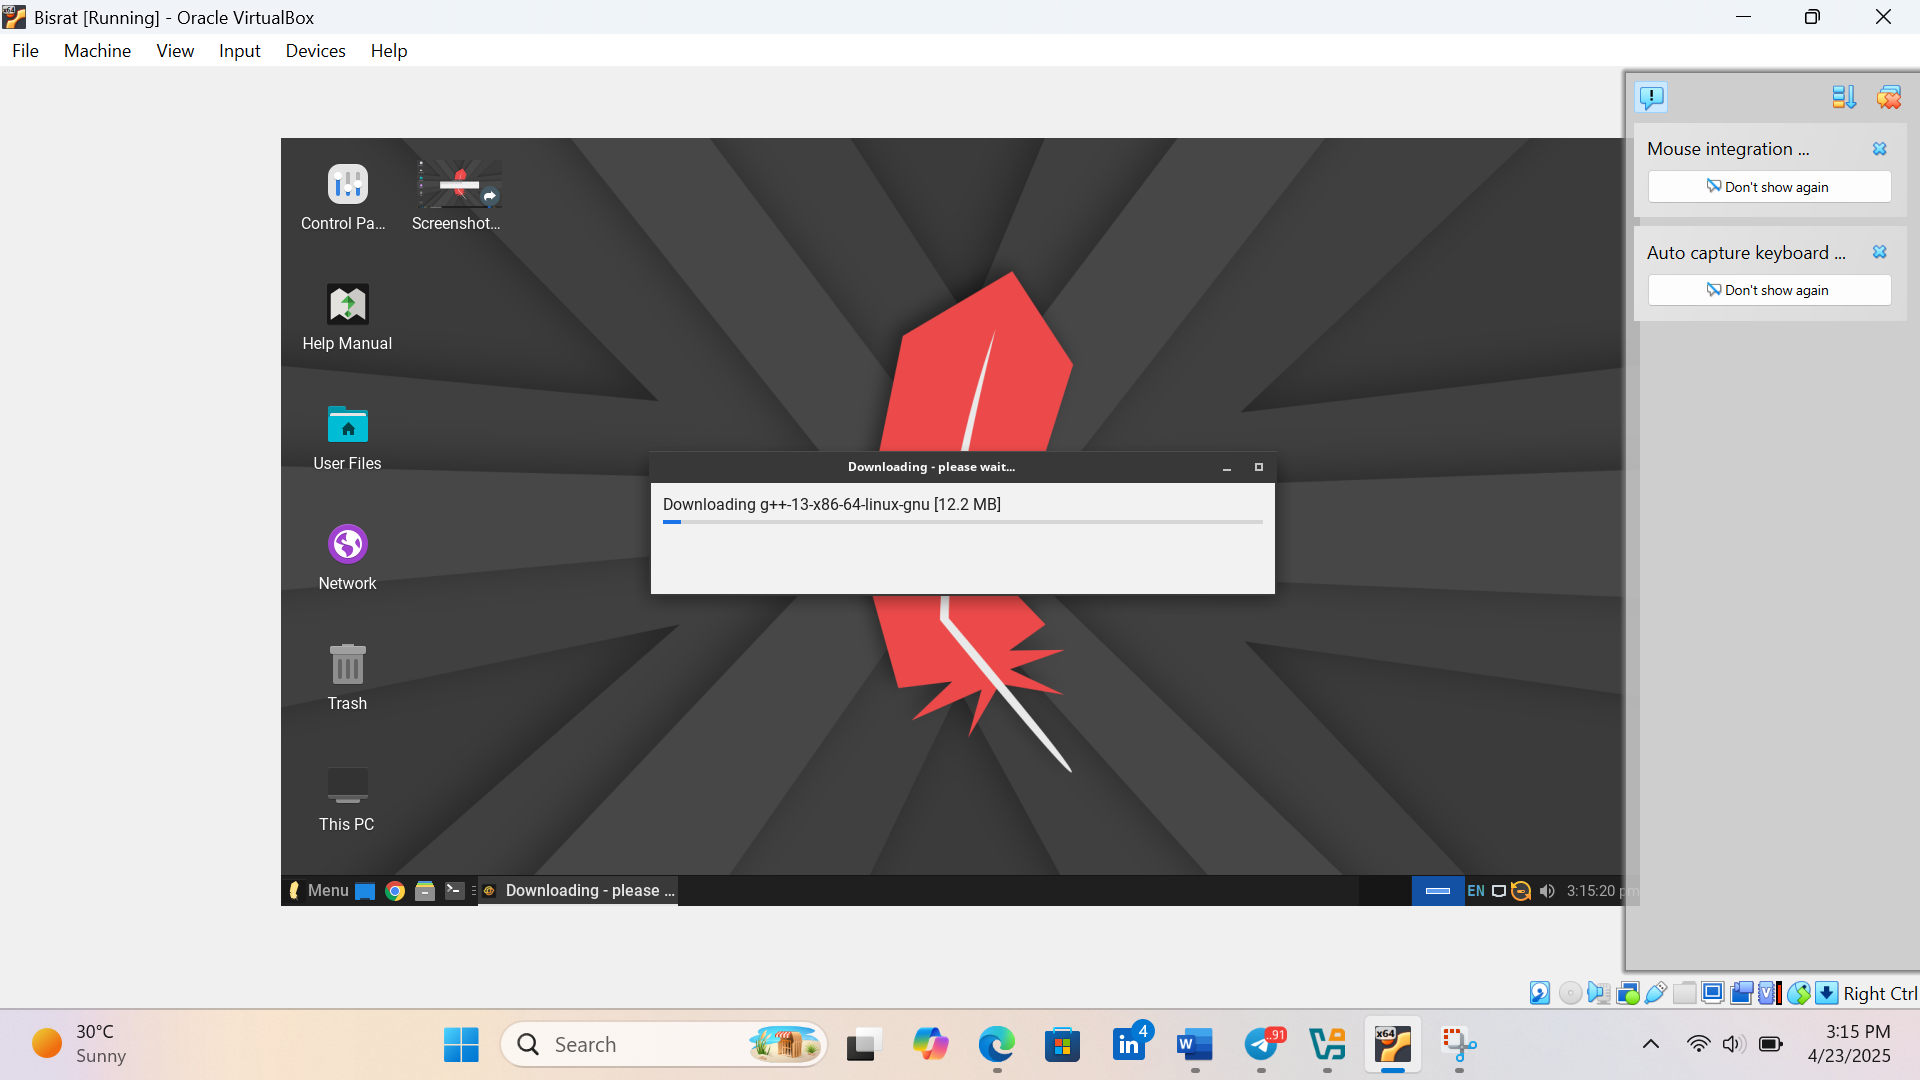 Bisrat [Running] - Oracle VirtualBox
File Machine View Input Devices Help
Mouse integration ...
Don't show again
Auto capture keyboard ...
Don't show again
Control Pa...
Screenshot...
Help Manual
User Files
Network
Trash
This PC
Downloading - please wait...
Downloading g++-13-x86-64-linux-gnu [12.2 MB]
Menu
Downloading - please ...
EN
3:15:20 pm
Right Ctrl
30°C
Sunny
Search
4
..91
x64
3:15 PM
4/23/2025